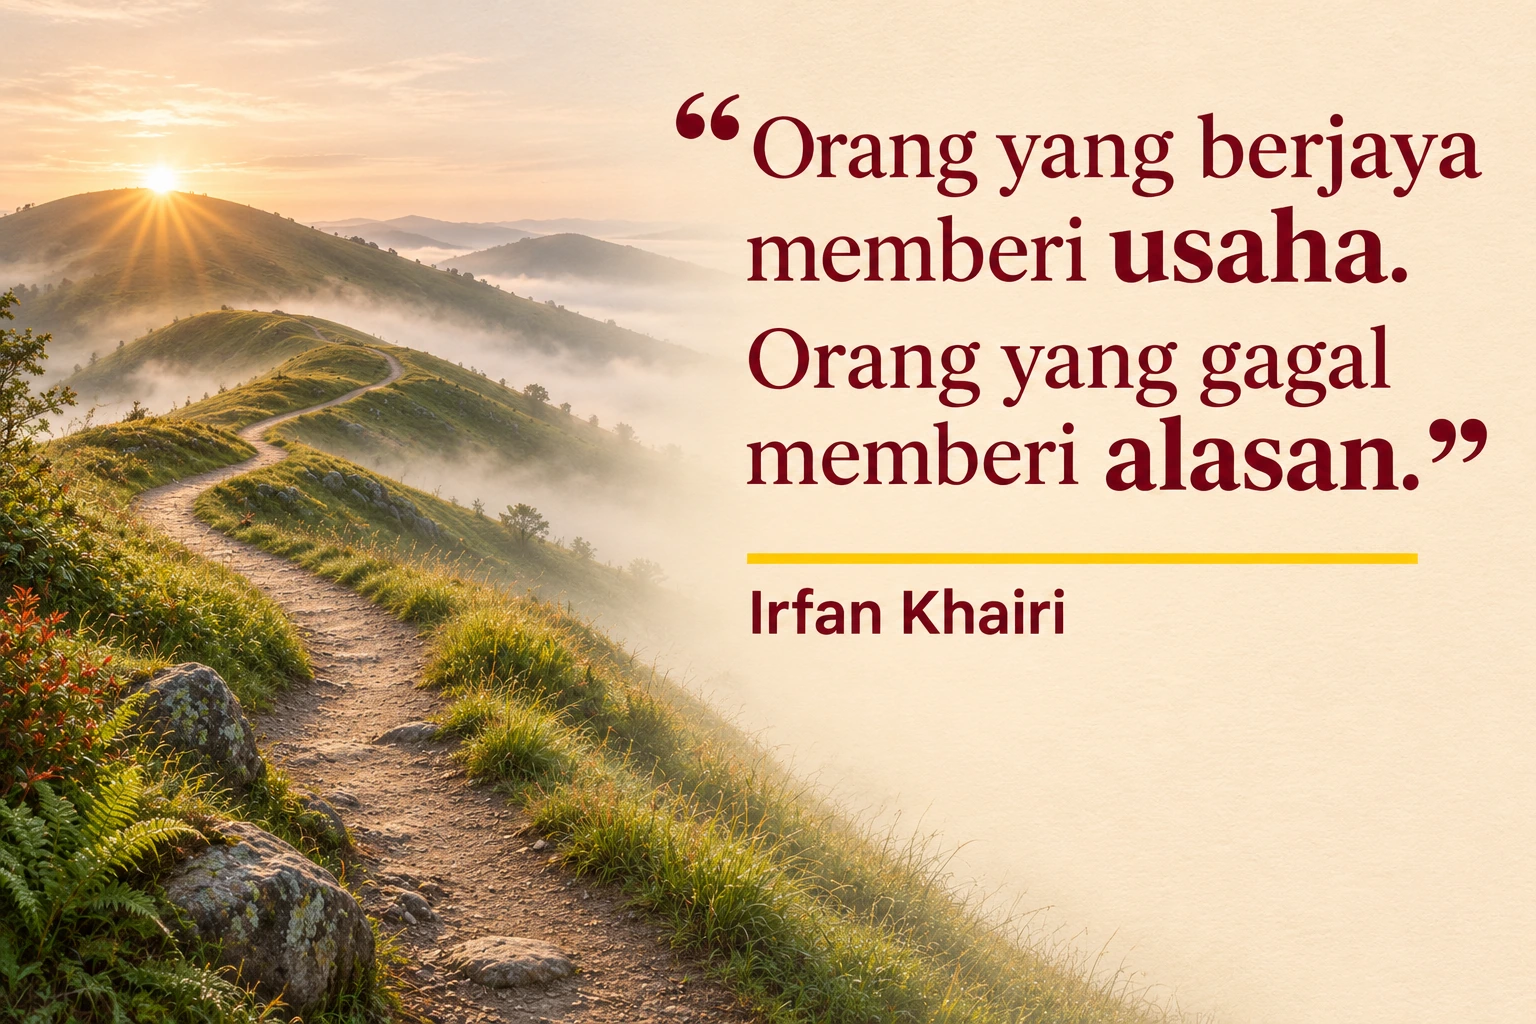 “Orang yang berjaya
memberi usaha.
Orang yang gagal
memberi alasan.”
Irfan Khairi